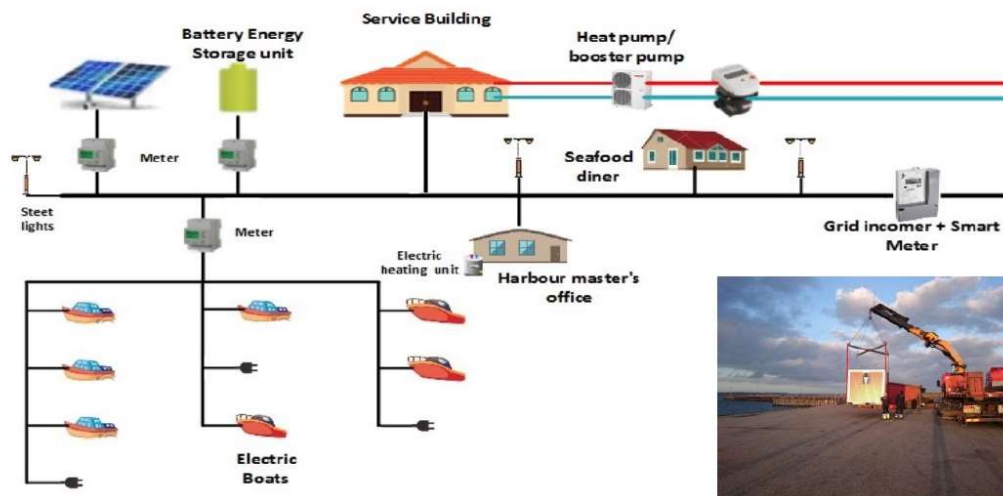 Service Building
Battery Energy
Storage unit
Heat pump/
booster pump
Meter
Seafood
diner
Steet
lights
Meter
Grid incomer + Smart
Meter
Electric
heating unit
Harbour master's
office
Electric
Boats